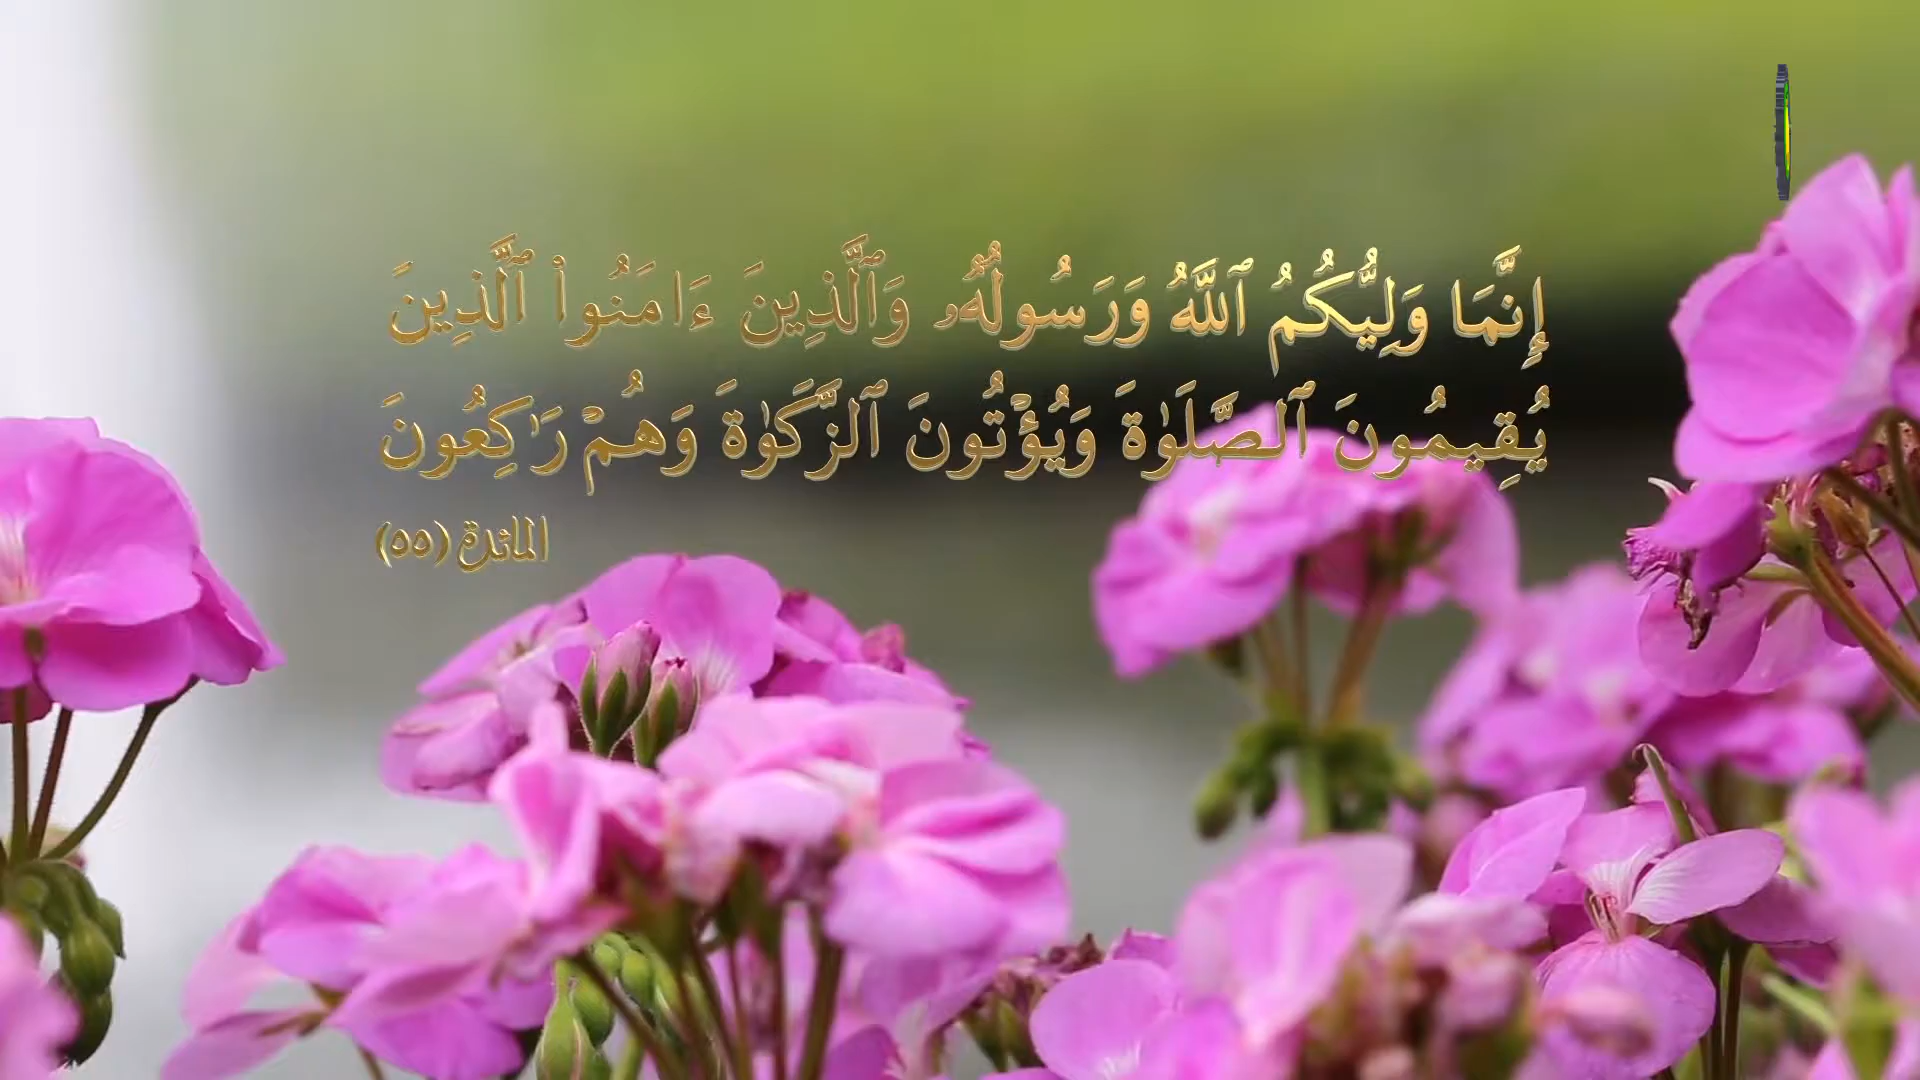 إِنَّمَا وَلِيُّكُمُ ٱللَّهُ وَرَسُولُهُۥ وَٱلَّذِينَ ءَامَنُوا۟ ٱلَّذِينَ
يُقِيمُونَ ٱلصَّلَوٰةَ وَيُؤْتُونَ ٱلزَّكَوٰةَ وَهُمْ رَٰكِعُونَ
المائدة (٥٥)